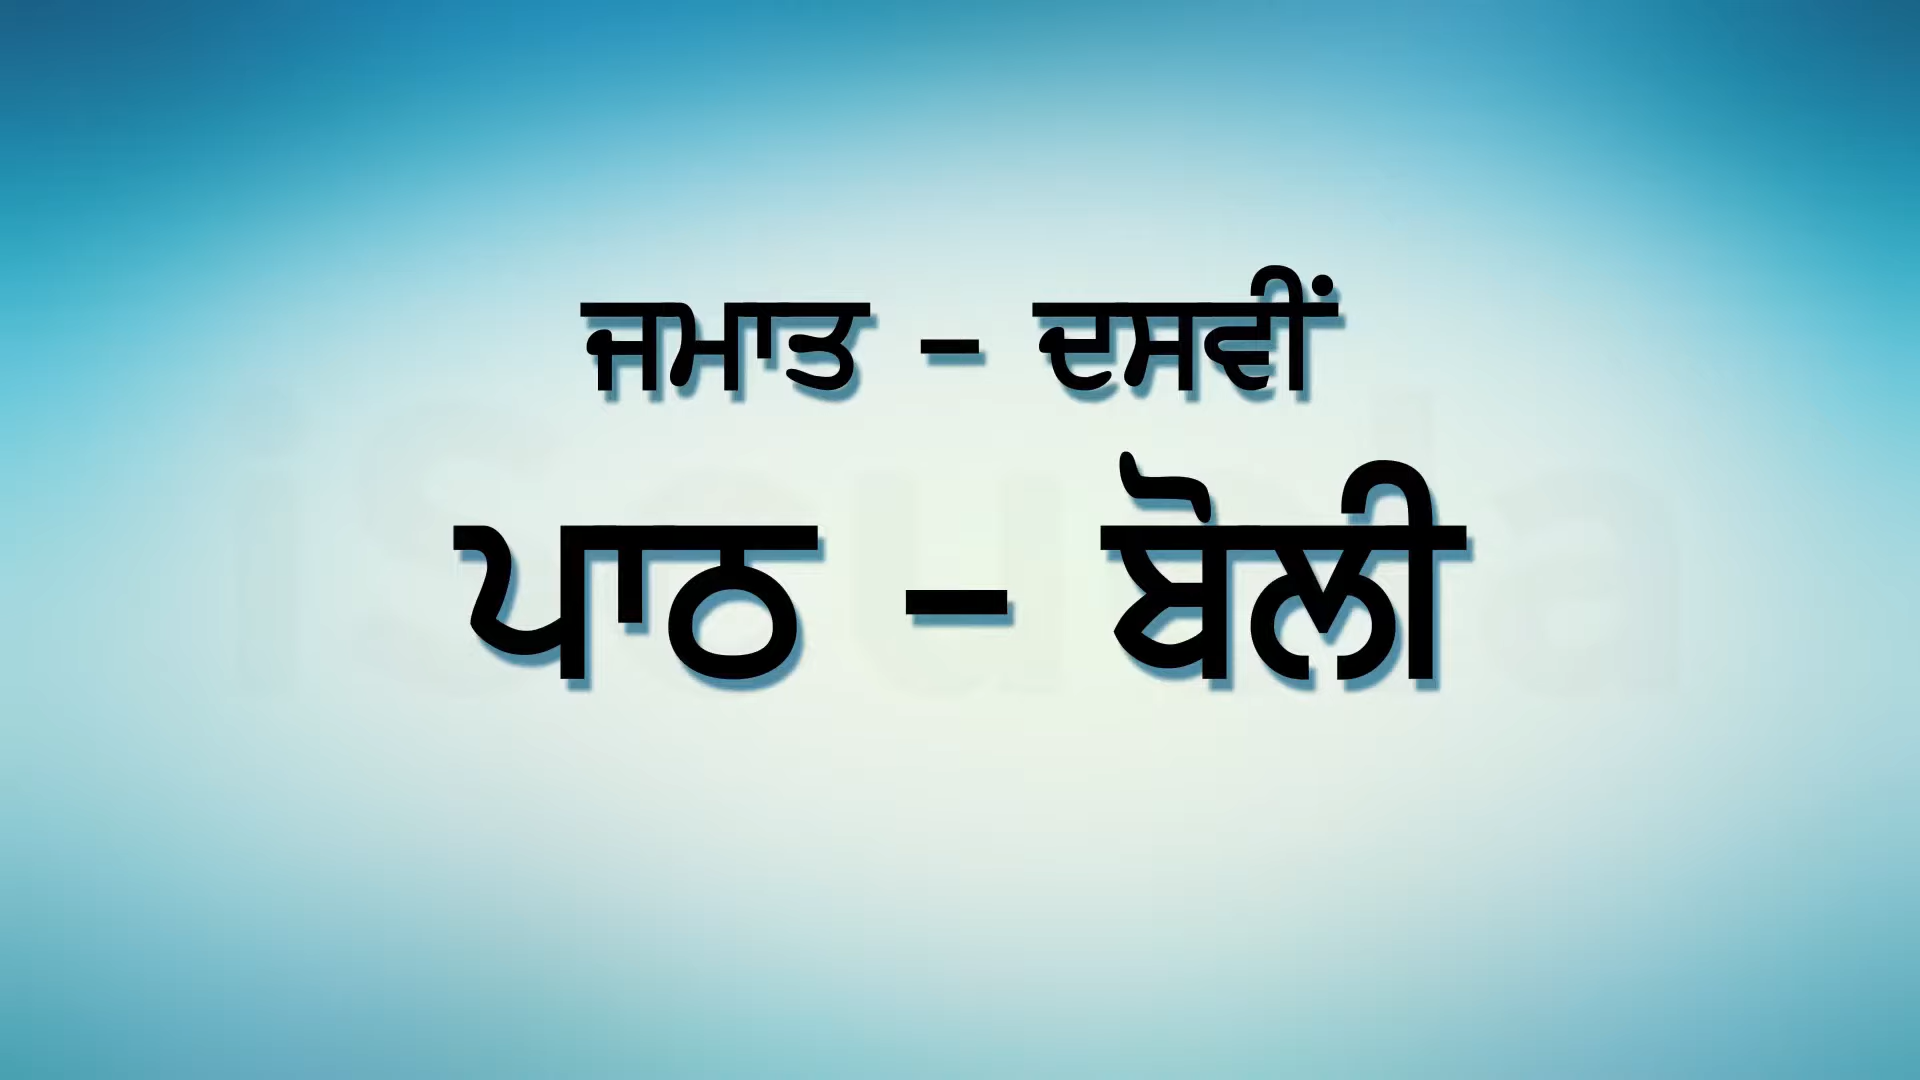 ਜਮਾਤ – ਦਸਵੀਂ
ਪਾਠ – ਬੋਲੀ